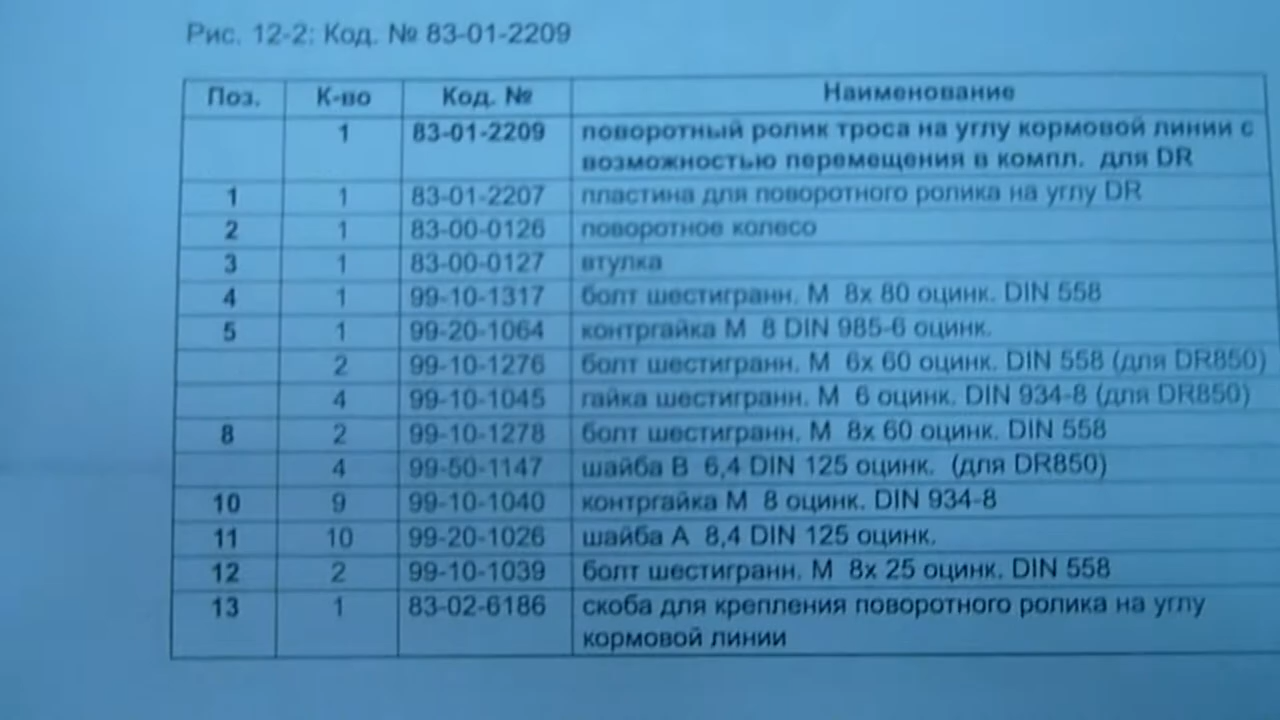 Рис. 12-2; Код. № 83-01-2209
Поз. К-во Код. № Наименование
1 83-01-2209 поворотный ролик троса на углу кормовой линии с
возможностью перемещения в компл. для DR
1 1 83-01-2207 пластина для поворотного ролика на углу DR
2 1 83-00-0126 поворотное колесо
3 1 83-00-0127 втулка
4 1 99-10-1317 болт шестигранн. М 8х 80 оцинк. DIN 558
5 1 99-20-1064 контргайка М 8 DIN 985-6 оцинк.
2 99-10-1276 болт шестигранн. М 6х 60 оцинк. DIN 558 (для DR850)
4 99-10-1045 гайка шестигранн. М 6 оцинк. DIN 934-8 (для DR850)
8 2 99-10-1278 болт шестигранн. М 8х 60 оцинк. DIN 558
4 99-50-1147 шайба В 6,4 DIN 125 оцинк. (для DR850)
10 9 99-10-1040 контргайка М 8 оцинк. DIN 934-8
11 10 99-20-1026 шайба А 8,4 DIN 125 оцинк.
12 2 99-10-1039 болт шестигранн. М 8х 25 оцинк. DIN 558
13 1 83-02-6186 скоба для крепления поворотного ролика на углу
кормовой линии